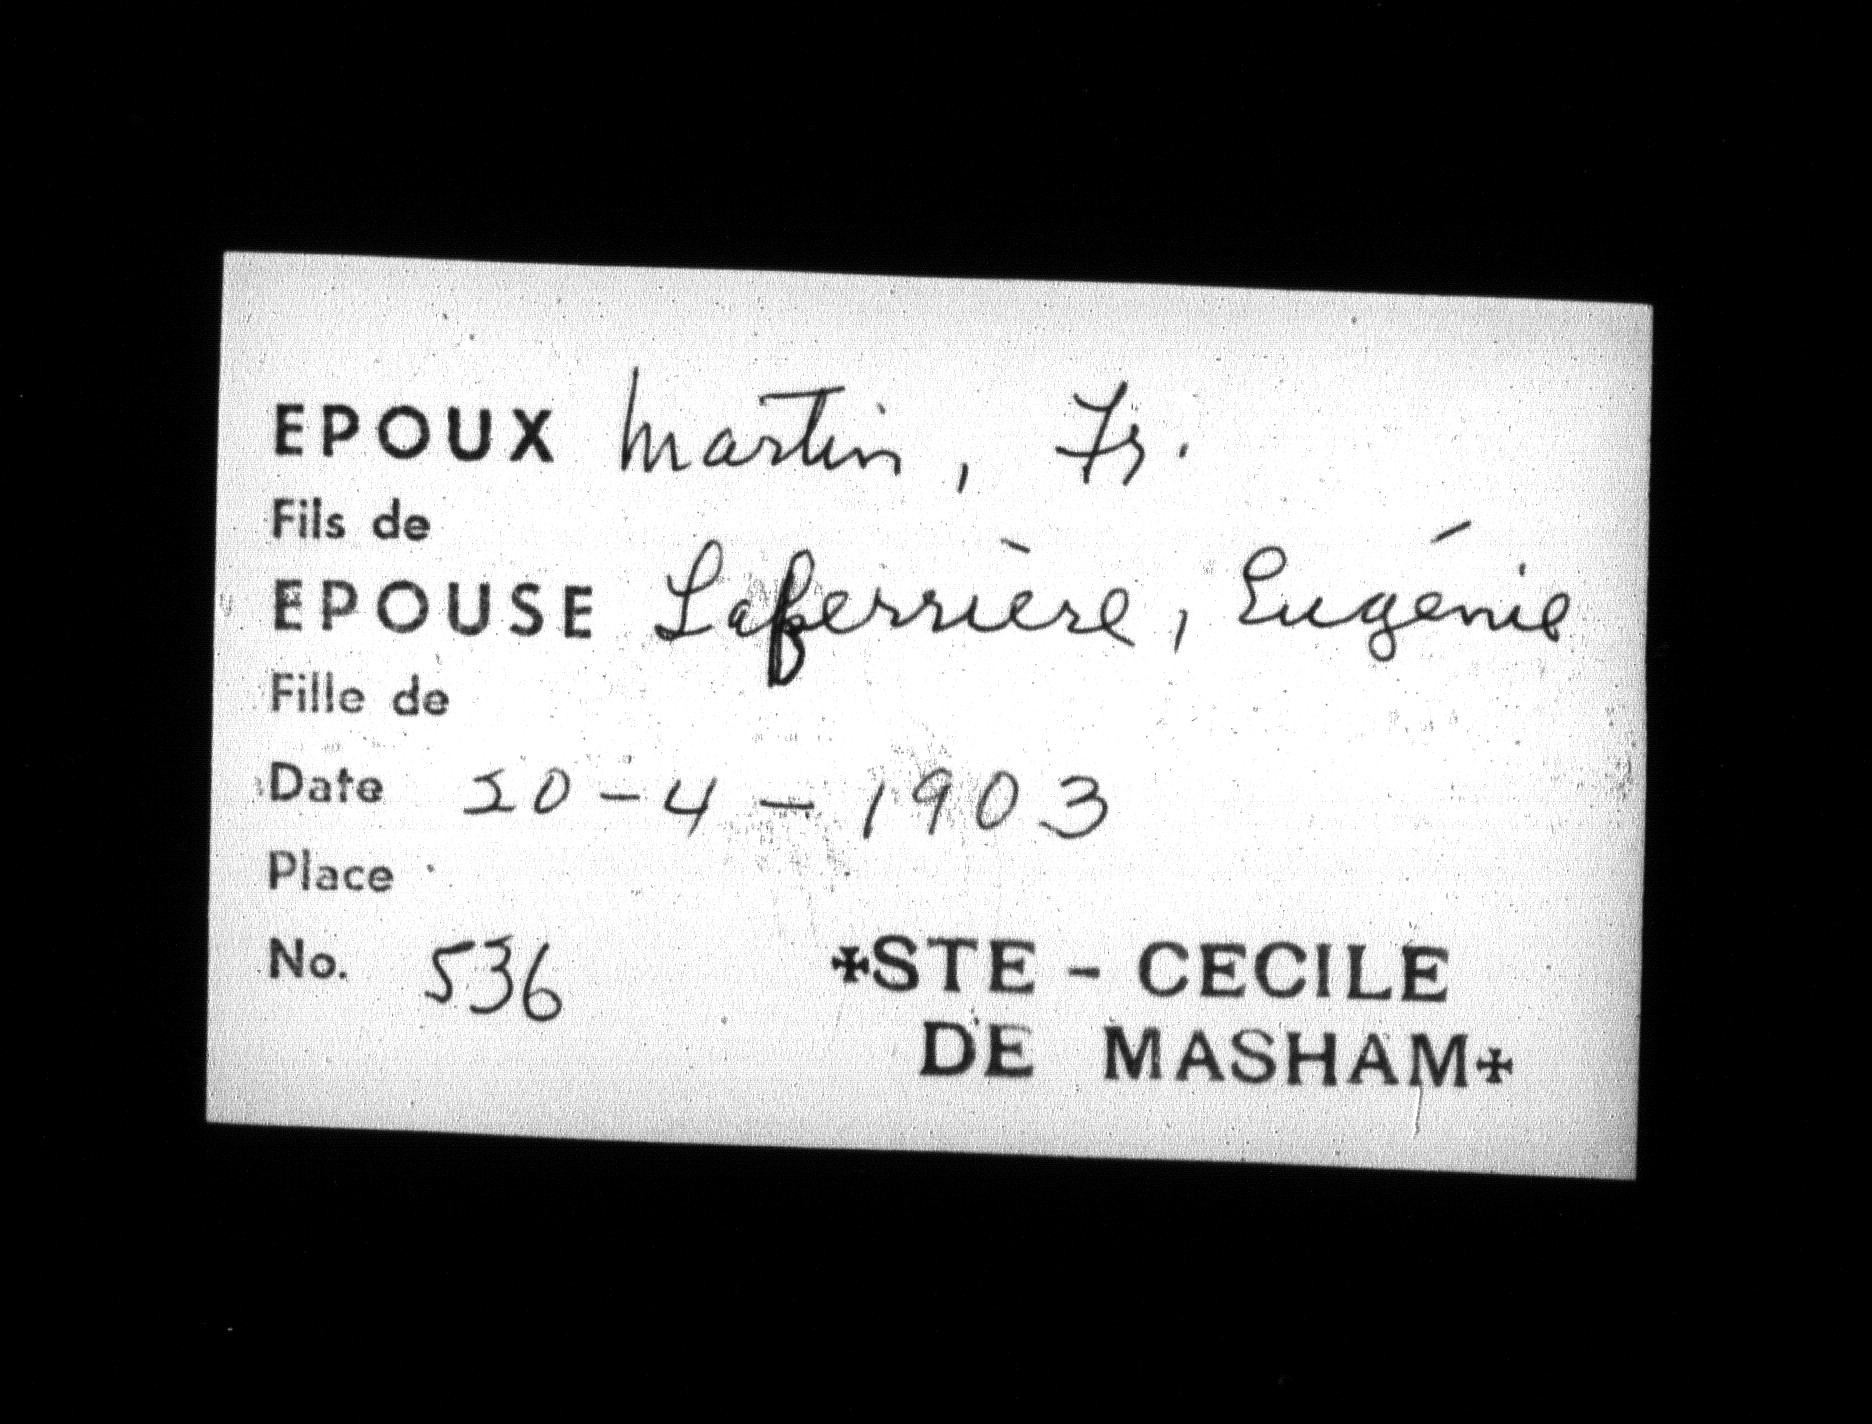 EPOUX Martin, Fr.
Fils de
EPOUSE Laferrière, Eugénie
Fille de
Date 20-4-1903
Place
No. 536
✠STE - CECILE
DE MASHAM✠